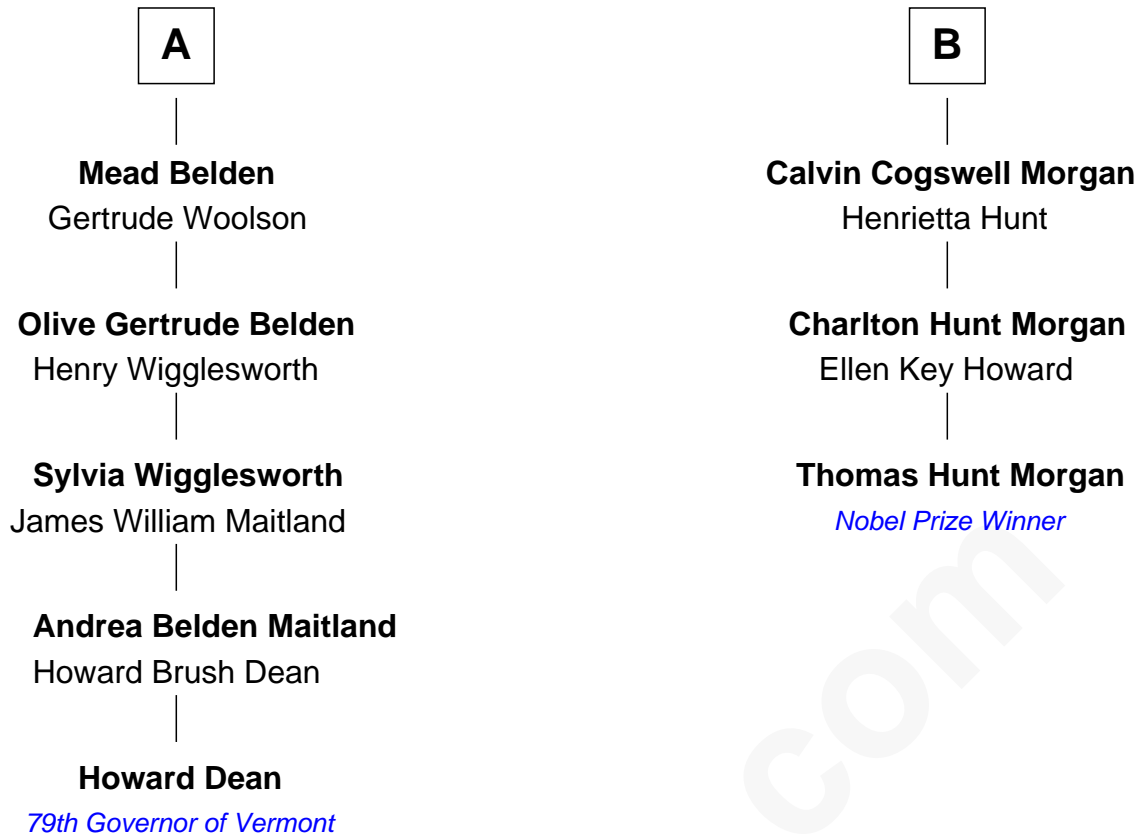 A
Mead Belden
Gertrude Woolson
Olive Gertrude Belden
Henry Wigglesworth
Sylvia Wigglesworth
James William Maitland
Andrea Belden Maitland
Howard Brush Dean
Howard Dean
79th Governor of Vermont
B
Calvin Cogswell Morgan
Henrietta Hunt
Charlton Hunt Morgan
Ellen Key Howard
Thomas Hunt Morgan
Nobel Prize Winner
com